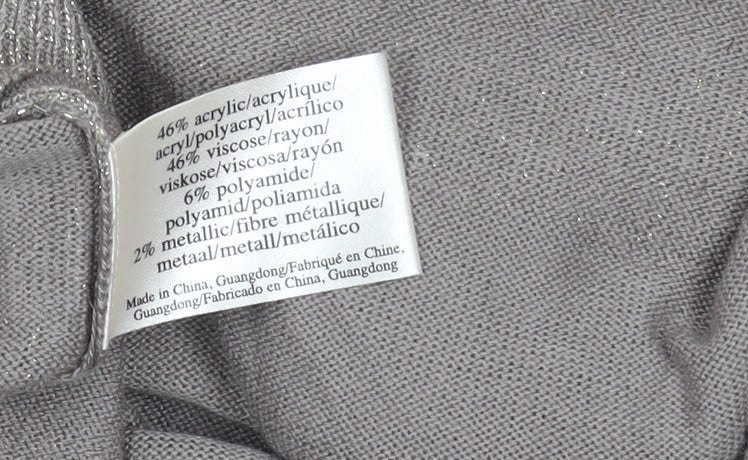 46% acrylic/acrylique/
acryl/polyacryl/acrílico
46% viscose/rayon/
viskose/viscosa/rayón
6% polyamide/
polyamid/poliamida
2% metallic/fibre métallique/
metaal/metall/metálico
Made in China, Guangdong/Fabriqué en Chine,
Guangdong/Fabricado en China, Guangdong